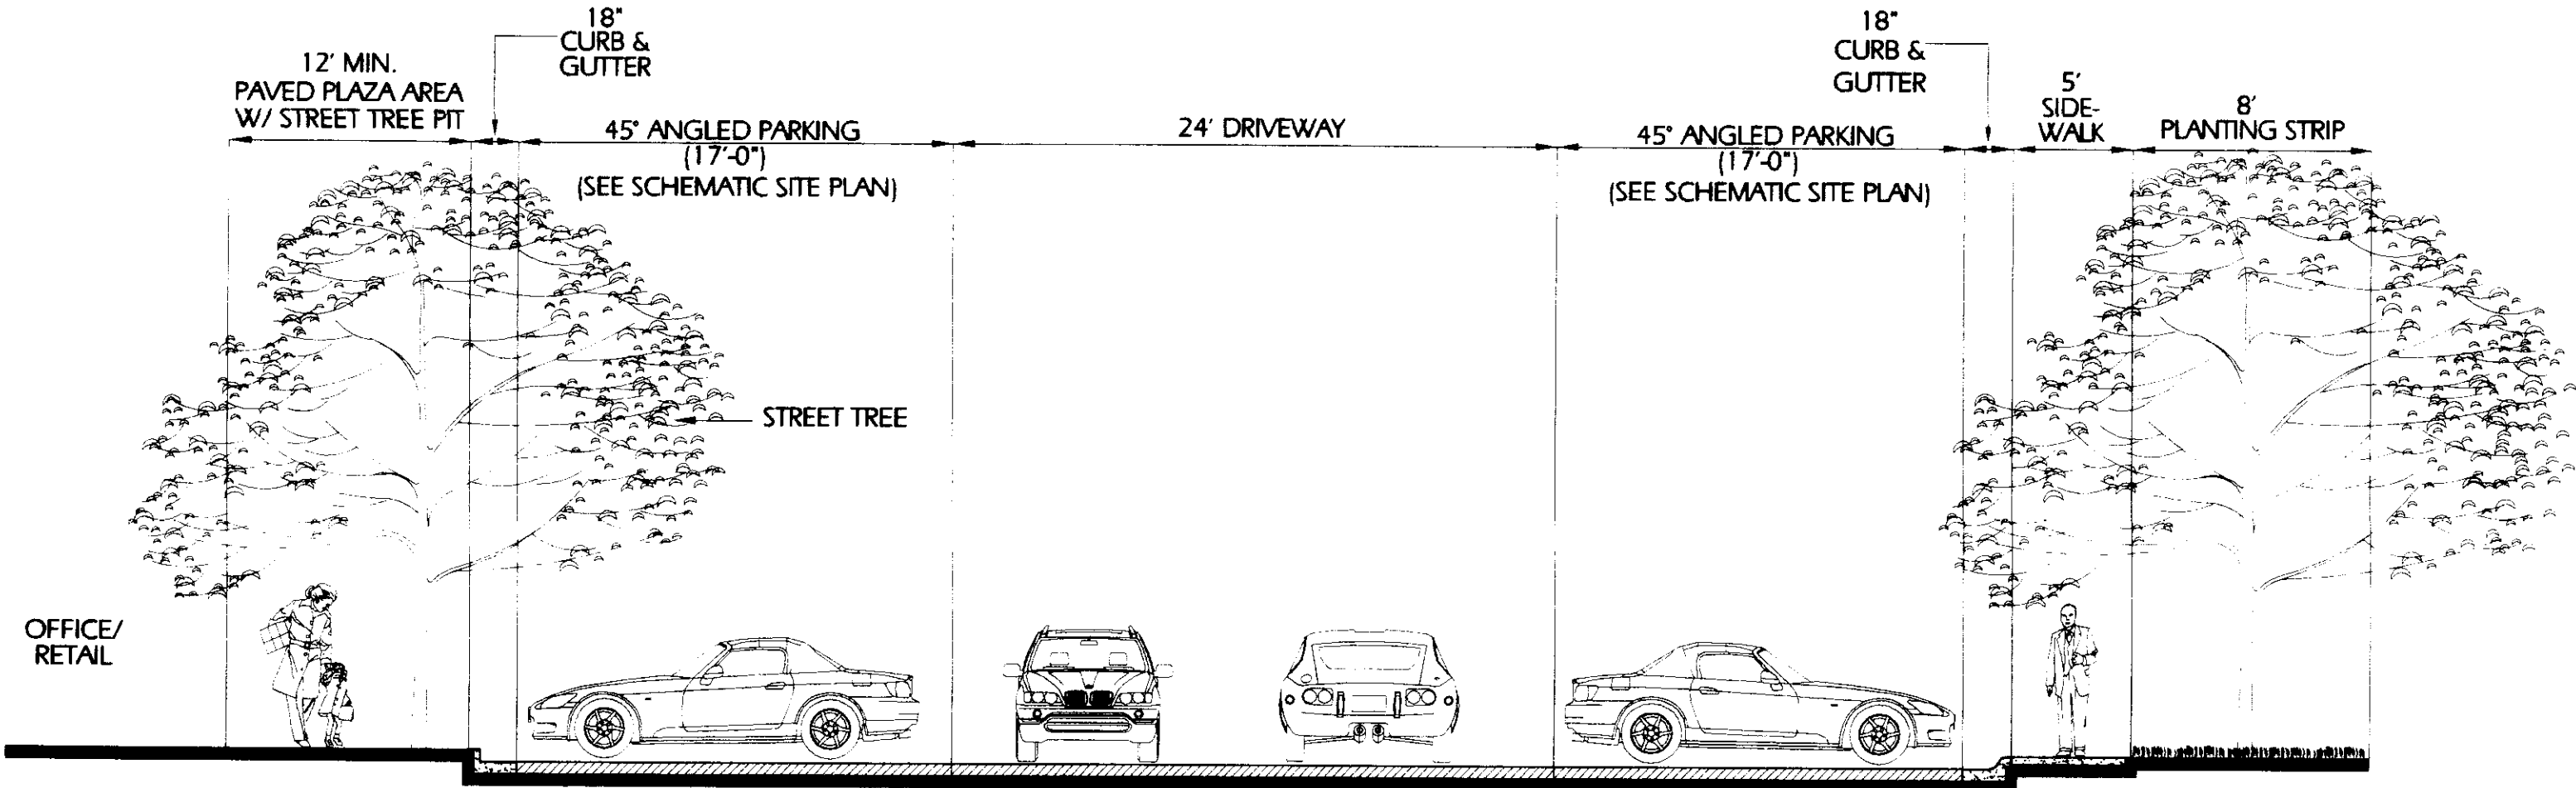 12' MIN.
PAVED PLAZA AREA
W/ STREET TREE PIT
18"
CURB &
GUTTER
45° ANGLED PARKING
(17'-0")
(SEE SCHEMATIC SITE PLAN)
24' DRIVEWAY
45° ANGLED PARKING
(17'-0")
(SEE SCHEMATIC SITE PLAN)
18"
CURB &
GUTTER
5'
SIDE-
WALK
8'
PLANTING STRIP
STREET TREE
OFFICE/
RETAIL